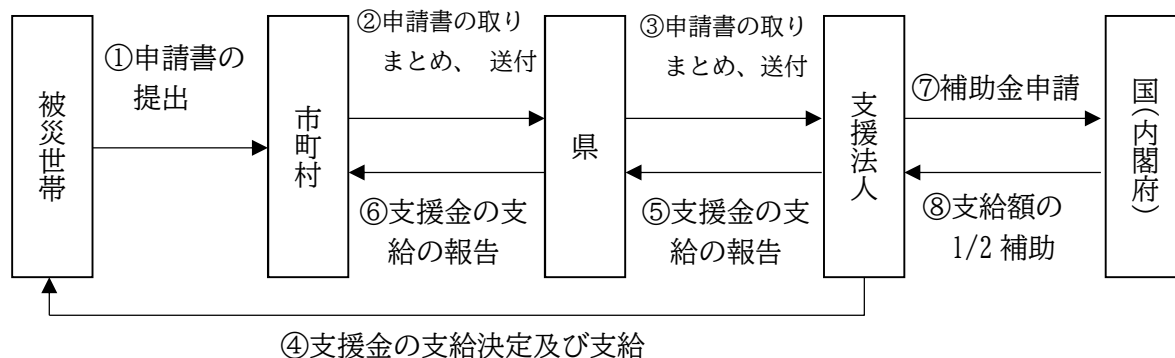 被災世帯
①申請書の
提出
市町村
②申請書の取り
まとめ、 送付
⑥支援金の支
給の報告
県
③申請書の取り
まとめ、送付
⑤支援金の支
給の報告
支援法人
⑦補助金申請
⑧支給額の
1/2 補助
国(内閣府)
④支援金の支給決定及び支給